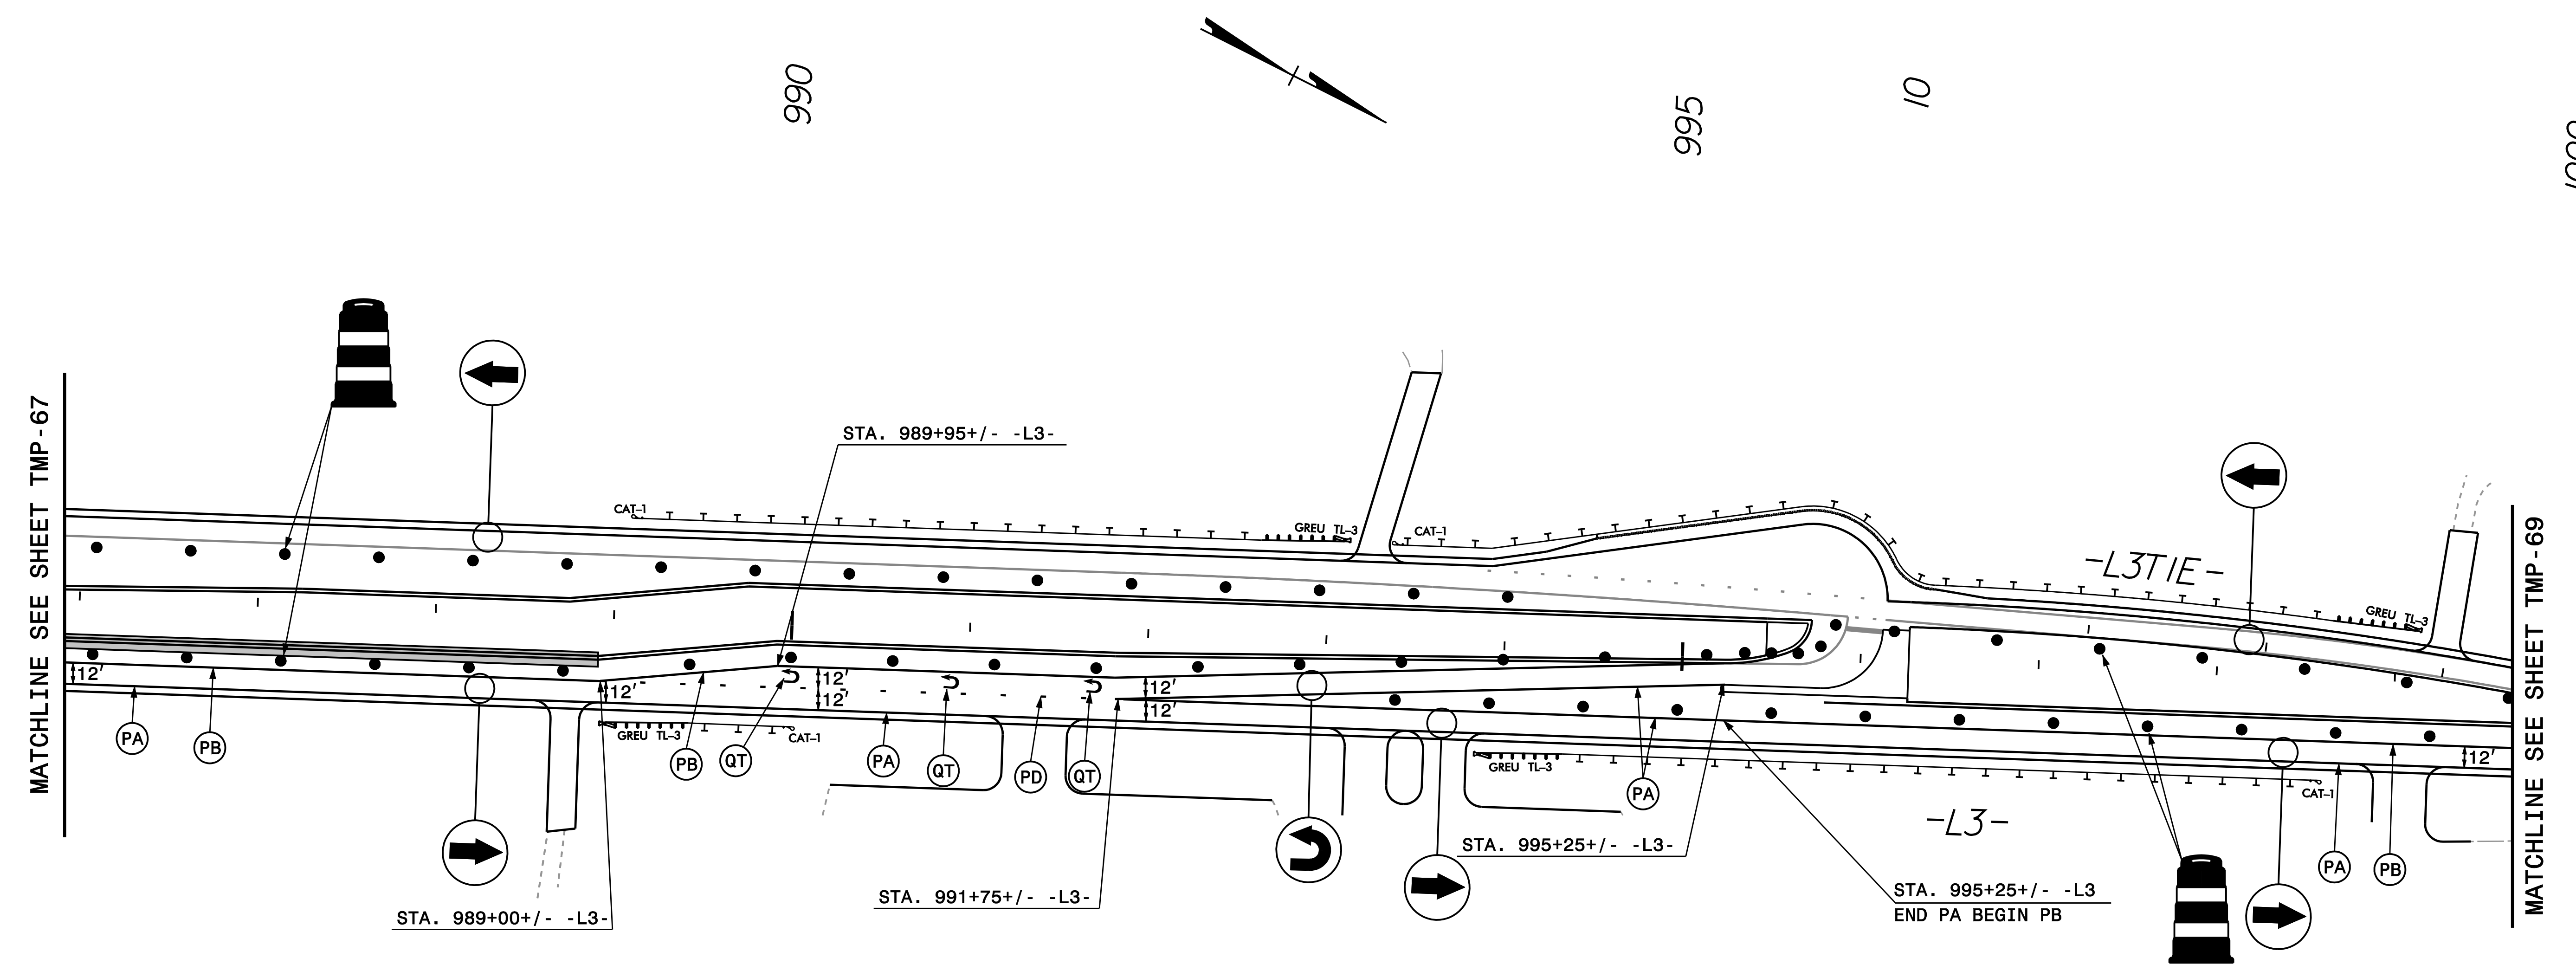 990
995
10
1000
MATCHLINE SEE SHEET TMP-67
STA. 989+95+/- -L3-
CAT-1
GREU TL-3
CAT-1
-L3TIE-
GREU TL-3
MATCHLINE SEE SHEET TMP-69
12'
12'
12'
12'
12'
12'
12'
PA
PB
GREU TL-3
CAT-1
PB
QT
PA
QT
PD
QT
GREU TL-3
PA
CAT-1
-L3-
STA. 995+25+/- -L3-
PA
PB
STA. 989+00+/- -L3-
STA. 991+75+/- -L3-
STA. 995+25+/- -L3
END PA BEGIN PB